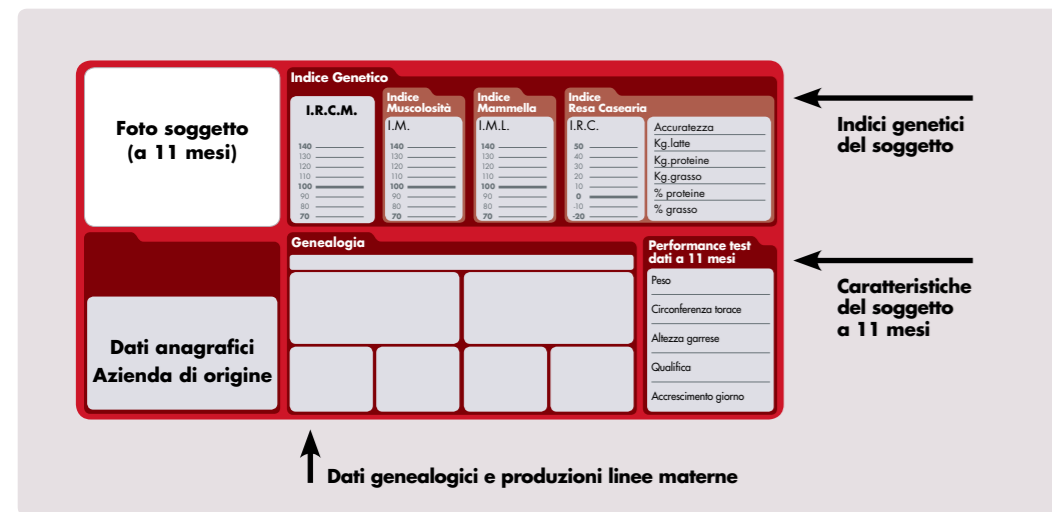 Foto soggetto
(a 11 mesi)
Indice Genetico
I.R.C.M.
140
130
120
110
100
90
80
70
Indice
Muscolosità
I.M.
140
130
120
110
100
90
80
70
Indice
Mammella
I.M.L.
140
130
120
110
100
90
80
70
Indice
Resa Casearia
I.R.C.
50
40
30
20
10
0
-10
-20
Accuratezza
Kg.latte
Kg.proteine
Kg.grasso
% proteine
% grasso
Indici genetici
del soggetto
Dati anagrafici
Azienda di origine
Genealogia
Performance test
dati a 11 mesi
Peso
Circonferenza torace
Altezza garrese
Qualifica
Accrescimento giorno
Caratteristiche
del soggetto
a 11 mesi
Dati genealogici e produzioni linee materne